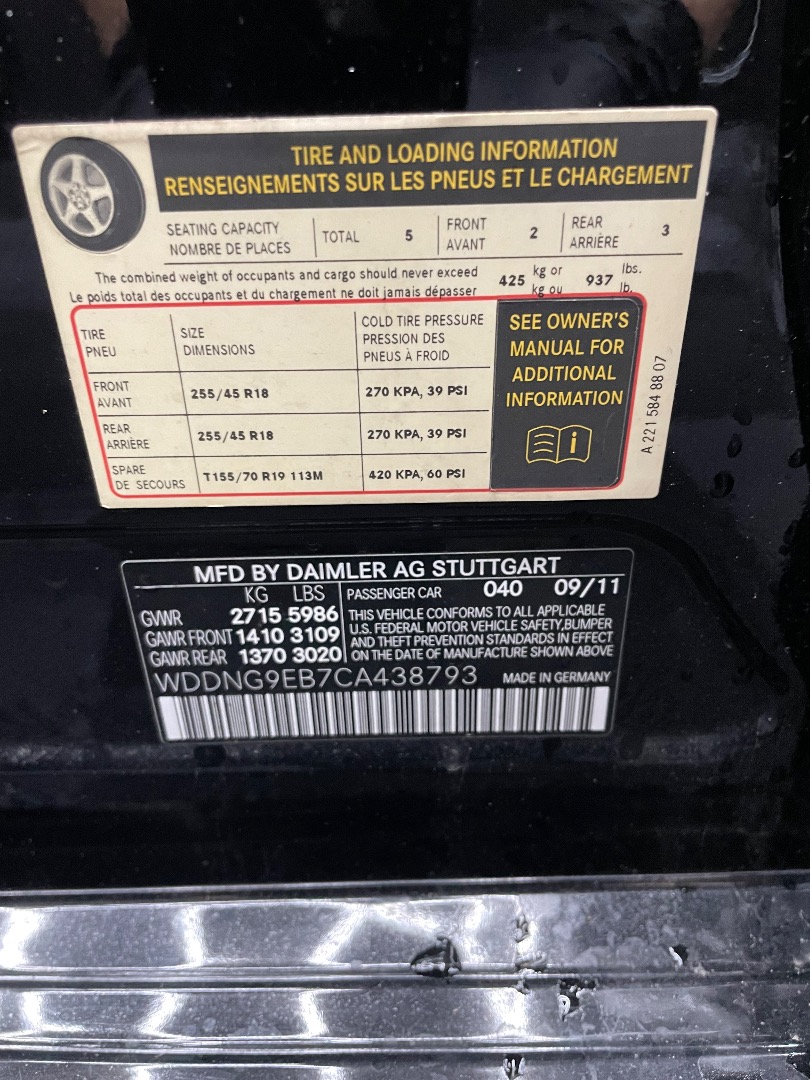 TIRE AND LOADING INFORMATION
RENSEIGNEMENTS SUR LES PNEUS ET LE CHARGEMENT
SEATING CAPACITY
NOMBRE DE PLACES
TOTAL 5
FRONT
AVANT
2
REAR
ARRIÈRE
3
The combined weight of occupants and cargo should never exceed
Le poids total des occupants et du chargement ne doit jamais dépasser
425
kg or
kg ou
937
lbs.
lb.
TIRE
PNEU
SIZE
DIMENSIONS
COLD TIRE PRESSURE
PRESSION DES
PNEUS À FROID
FRONT
AVANT
255/45 R18
270 KPA, 39 PSI
REAR
ARRIÈRE
255/45 R18
270 KPA, 39 PSI
SPARE
DE SECOURS
T155/70 R19 113M
420 KPA, 60 PSI
SEE OWNER'S
MANUAL FOR
ADDITIONAL
INFORMATION
A 221 584 88 07
MFD BY DAIMLER AG STUTTGART
KG LBS
GVWR 2715 5986
GAWR FRONT 1410 3109
GAWR REAR 1370 3020
PASSENGER CAR 040 09/11
THIS VEHICLE CONFORMS TO ALL APPLICABLE
U.S. FEDERAL MOTOR VEHICLE SAFETY,BUMPER
AND THEFT PREVENTION STANDARDS IN EFFECT
ON THE DATE OF MANUFACTURE SHOWN ABOVE
WDDNG9EB7CA438793 MADE IN GERMANY